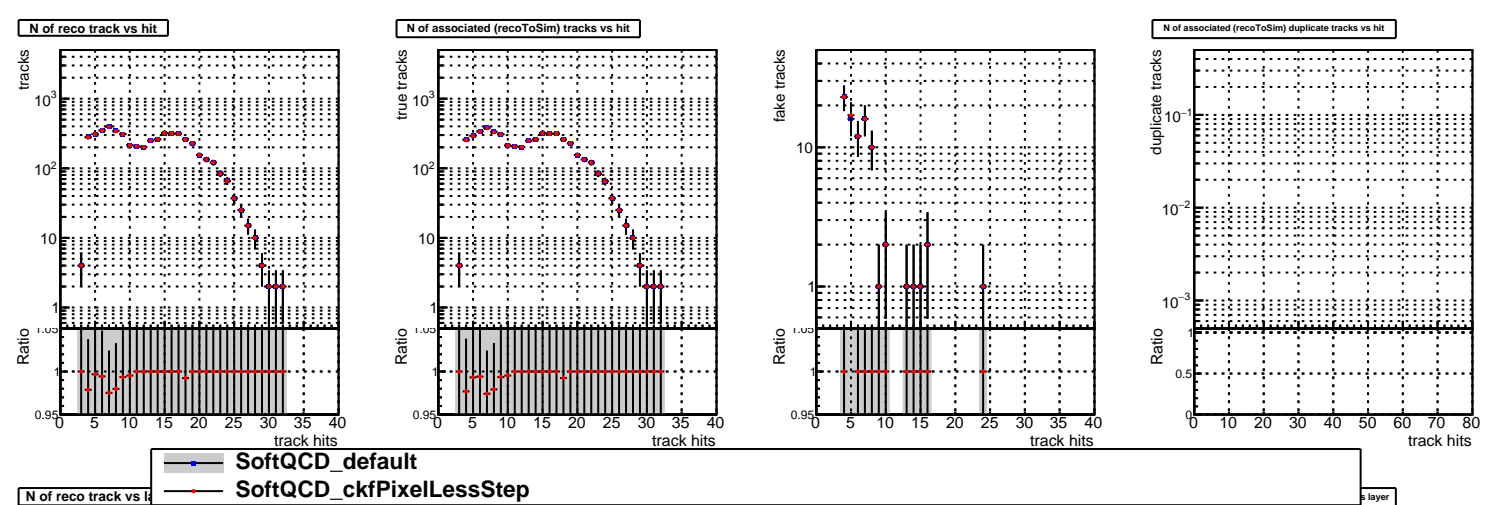 N of reco track vs hit
N of associated (recoToSim) tracks vs hit
N of associated (recoToSim) duplicate tracks vs hit
tracks
10³
10²
10
1
1.05
Ratio
1
0.95
0 5 10 15 20 25 30 35 40
track hits
true tracks
10³
10²
10
1
1.05
Ratio
1
0.95
0 5 10 15 20 25 30 35 40
track hits
fake tracks
10
1
1.05
Ratio
1
0.95
0 5 10 15 20 25 30 35 40
track hits
duplicate tracks
10⁻¹
10⁻²
10⁻³
Ratio
1
0.5
0
0 10 20 30 40 50 60 70 80
track hits
SoftQCD_default
SoftQCD_ckfPixelLessStep
N of reco track vs la
s layer